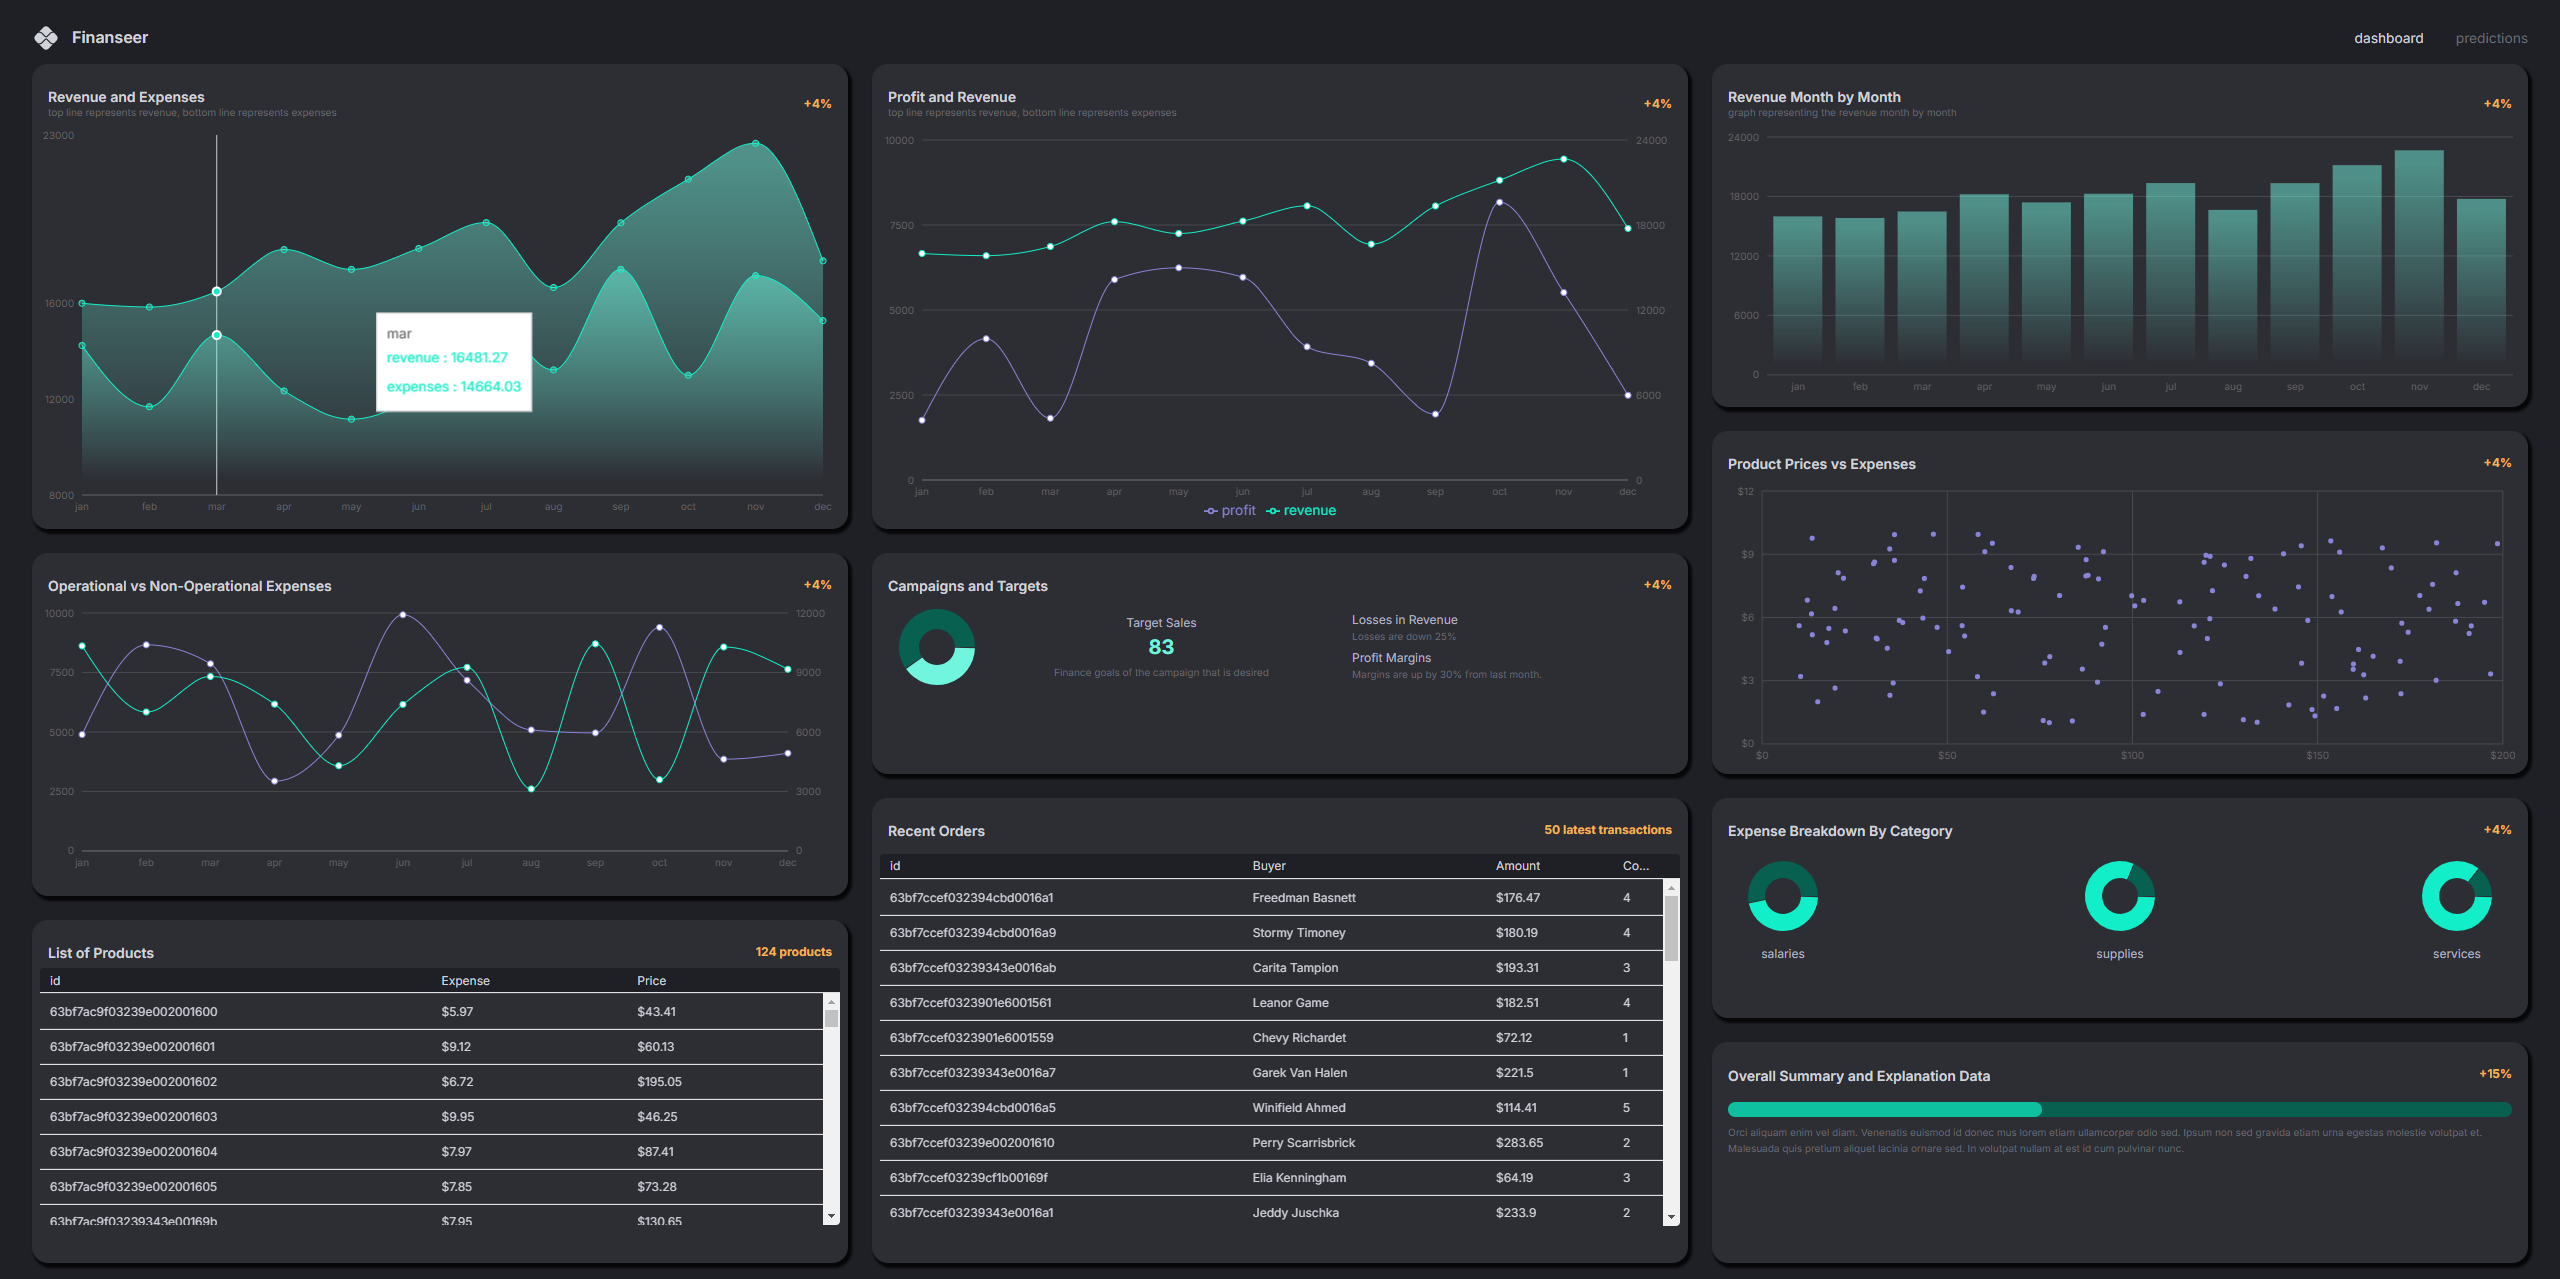 Finanseer
dashboard predictions
Revenue and Expenses
top line represents revenue, bottom line represents expenses
+4%
23000
16000
12000
8000
jan feb mar apr may jun jul aug sep oct nov dec
mar
revenue : 16481.27
expenses : 14664.03
Profit and Revenue
top line represents revenue, bottom line represents expenses
+4%
10000 24000
7500 18000
5000 12000
2500 6000
0 0
jan feb mar apr may jun jul aug sep oct nov dec
profit revenue
Revenue Month by Month
graph representing the revenue month by month
+4%
24000
18000
12000
6000
0
jan feb mar apr may jun jul aug sep oct nov dec
Operational vs Non-Operational Expenses
+4%
10000 12000
7500 9000
5000 6000
2500 3000
0 0
jan feb mar apr may jun jul aug sep oct nov dec
Campaigns and Targets
+4%
Target Sales
83
Finance goals of the campaign that is desired
Losses in Revenue
Losses are down 25%
Profit Margins
Margins are up by 30% from last month.
Product Prices vs Expenses
+4%
$12
$9
$6
$3
$0
$0 $50 $100 $150 $200
List of Products
124 products
id Expense Price
63bf7ac9f03239e002001600 $5.97 $43.41
63bf7ac9f03239e002001601 $9.12 $60.13
63bf7ac9f03239e002001602 $6.72 $195.05
63bf7ac9f03239e002001603 $9.95 $46.25
63bf7ac9f03239e002001604 $7.97 $87.41
63bf7ac9f03239e002001605 $7.85 $73.28
63bf7ac9f03239343e00169b $7.95 $130.65
Recent Orders
50 latest transactions
id Buyer Amount Co...
63bf7ccef032394cbd0016a1 Freedman Basnett $176.47 4
63bf7ccef032394cbd0016a9 Stormy Timoney $180.19 4
63bf7ccef03239343e0016ab Carita Tampion $193.31 3
63bf7ccef0323901e6001561 Leanor Game $182.51 4
63bf7ccef0323901e6001559 Chevy Richardet $72.12 1
63bf7ccef03239343e0016a7 Garek Van Halen $221.5 1
63bf7ccef032394cbd0016a5 Winifield Ahmed $114.41 5
63bf7ccef03239e002001610 Perry Scarrisbrick $283.65 2
63bf7ccef03239cf1b00169f Elia Kenningham $64.19 3
63bf7ccef03239343e0016a1 Jeddy Juschka $233.9 2
Expense Breakdown By Category
+4%
salaries supplies services
Overall Summary and Explanation Data
+15%
Orci aliquam enim vel diam. Venenatis euismod id donec mus lorem etiam ullamcorper odio sed. Ipsum non sed gravida etiam urna egestas molestie volutpat et.
Malesuada quis pretium aliquet lacinia ornare sed. In volutpat nullam at est id cum pulvinar nunc.